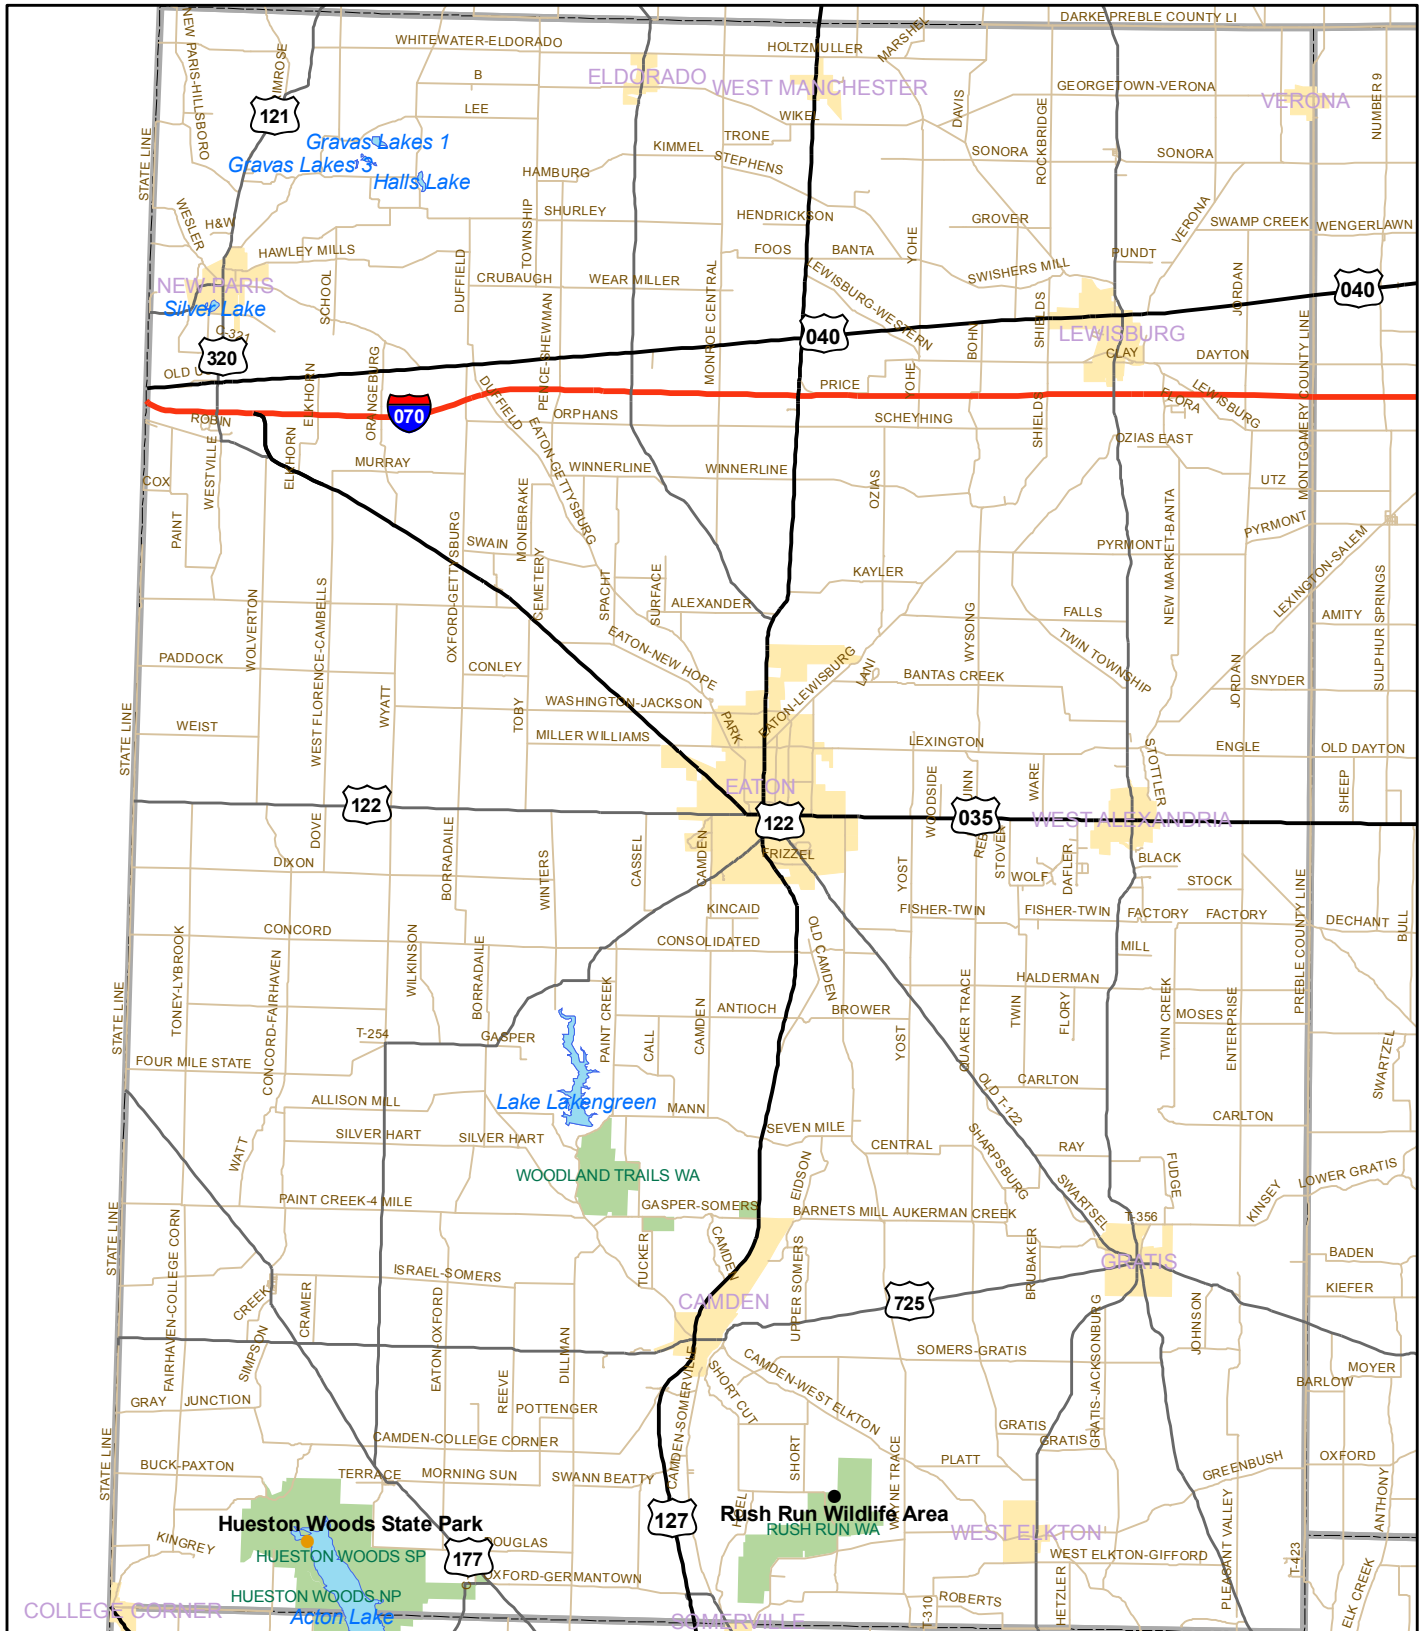 DARKE PREBLE COUNTY LI
NEW PARIS-HILLSBORO
IMROSE
WHITEWATER-ELDORADO
HOLTZMULLER
MARSHEL
B
ELDORADO
WEST MANCHESTER
GEORGETOWN-VERONA
VERONA
NUMBER 9
LEE
121
WIKEL
DAVIS
TRONE
ROCKBRIDGE
Gravas Lakes 1
KIMMEL
STEPHENS
SONORA
SONORA
STATE LINE
Gravas Lakes 3
Halls Lake
HAMBURG
WESLER
H&W
TOWNSHIP
SHURLEY
HENDRICKSON
GROVER
VERONA
SWAMP CREEK
WENGERLAWN
HAWLEY MILLS
FOOS
BANTA
YOHE
PUNDT
NEW PARIS
SCHOOL
DUFFIELD
CRUBAUGH
WEAR MILLER
MONROE CENTRAL
LEWISBURG-WESTERN
SWISHERS MILL
JORDAN
040
Silver Lake
C-321
PENCE-SHEWMAN
040
BOHN
SHIELDS
LEWISBURG
MONTGOMERY COUNTY LINE
320
OLD U
CLAY
DAYTON
ELKHORN
ORANGEBURG
DUFFIELD
PRICE
YOHE
LEWISBURG
FLORA
070
ROBIN
ORPHANS
SCHEYHING
SHIELDS
OZIAS EAST
WESTVILLE
ELKHORN
MURRAY
EATON-GETTYSBURG
WINNERLINE
WINNERLINE
OZIAS
UTZ
COX
PAINT
OXFORD-GETTYSBURG
SWAIN
MONEBRAKE
NEW MARKET-BANTA
PYRMONT
PYRMONT
LEXINGTON-SALEM
CEMETERY
SPACHT
SURFACE
ALEXANDER
KAYLER
WOLVERTON
WEST FLORENCE-CAMBELLS
WYSONG
FALLS
AMITY
SULPHUR SPRINGS
PADDOCK
CONLEY
EATON-NEW HOPE
EATON-LEWISBURG
LANI
BANTAS CREEK
TWIN TOWNSHIP
JORDAN
SNYDER
WYATT
TOBY
WASHINGTON-JACKSON
PARK
WEIST
MILLER WILLIAMS
LEXINGTON
STOTTLER
ENGLE
OLD DAYTON
STATE LINE
EATON
WOODSIDE
INN
WARE
SHEEP
122
122
035
WEST ALEXANDRIA
DOVE
BORRADAILE
CASSEL
CAMDEN
FRIZZEL
REB
STOVER
DIXON
WINTERS
YOST
WOLF
DAFLER
BLACK
STOCK
KINCAID
FISHER-TWIN
FISHER-TWIN
FACTORY
FACTORY
DECHANT
BULL
CONCORD
CONSOLIDATED
OLD CAMDEN
MILL
PREBLE COUNTY LINE
TONEY-LYBROOK
CONCORD-FAIRHAVEN
WILKINSON
BORRADAILE
HALDERMAN
STATE LINE
T-254
GASPER
PAINT CREEK
CALL
CAMDEN
ANTIOCH
BROWER
YOST
QUAKER TRACE
TWIN
FLORY
TWIN CREEK
MOSES
ENTERPRISE
FOUR MILE STATE
OLD T-122
CARLTON
SWARTZEL
ALLISON MILL
Lake Lakengreen
MANN
CARLTON
SILVER HART
SILVER HART
SEVEN MILE
CENTRAL
SHARPSBURG
RAY
WATT
WOODLAND TRAILS WA
EIDSON
SWARTSEL
FUDGE
LOWER GRATIS
KINSEY
PAINT CREEK-4 MILE
GASPER-SOMERS
BARNETS MILL
AUKERMAN CREEK
T-356
STATE LINE
FAIRHAVEN-COLLEGE CORN
TUCKER
CAMDEN
UPPER SOMERS
BRUBAKER
GRATIS
BADEN
ISRAEL-SOMERS
KIEFER
CREEK
CRAMER
CAMDEN
725
SIMPSON
EATON-OXFORD
DILLMAN
GRATIS-JACKSONBURG
JOHNSON
SOMERS-GRATIS
CAMDEN-WEST ELKTON
SHORT CUT
MOYER
BARLOW
GRAY
JUNCTION
REEVE
POTTENGER
CAMDEN-SOMERVILLE
GRATIS
GRATIS
CAMDEN-COLLEGE CORNER
SHORT
WAYNE TRACE
PLATT
GREENBUSH
OXFORD
BUCK-PAXTON
TERRACE
MORNING SUN
SWANN BEATTY
STATE LINE
ANTHONY
Hueston Woods State Park
127
Rush Run Wildlife Area
RUSH RUN WA
WEST ELKTON
PLEASANT VALLEY
KINGREY
HUESTON WOODS SP
177
OUGLAS
WEST ELKTON-GIFFORD
T-423
OXFORD-GERMANTOWN
HUESTON WOODS NP
HETZLER
ELK CREEK
COLLEGE CORNER
Acton Lake
SOMERVILLE
T-310
ROBERTS